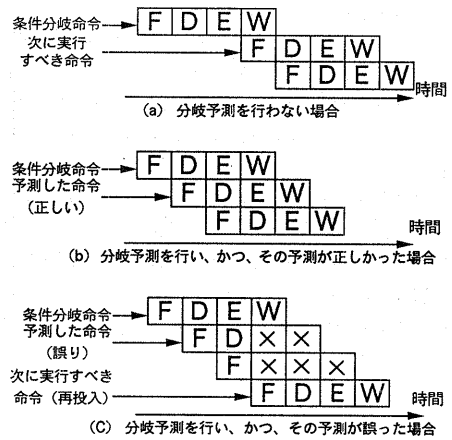 条件分岐命令 F D E W
次に実行
すべき命令 F D E W
F D E W
時間
(a) 分岐予測を行わない場合
条件分岐命令 F D E W
予測した命令 F D E W
(正しい) F D E W
時間
(b) 分岐予測を行い、かつ、その予測が正しかった場合
条件分岐命令 F D E W
予測した命令 F D × ×
(誤り) F × × ×
次に実行すべき
命令(再投入) F D E W
時間
(C) 分岐予測を行い、かつ、その予測が誤った場合